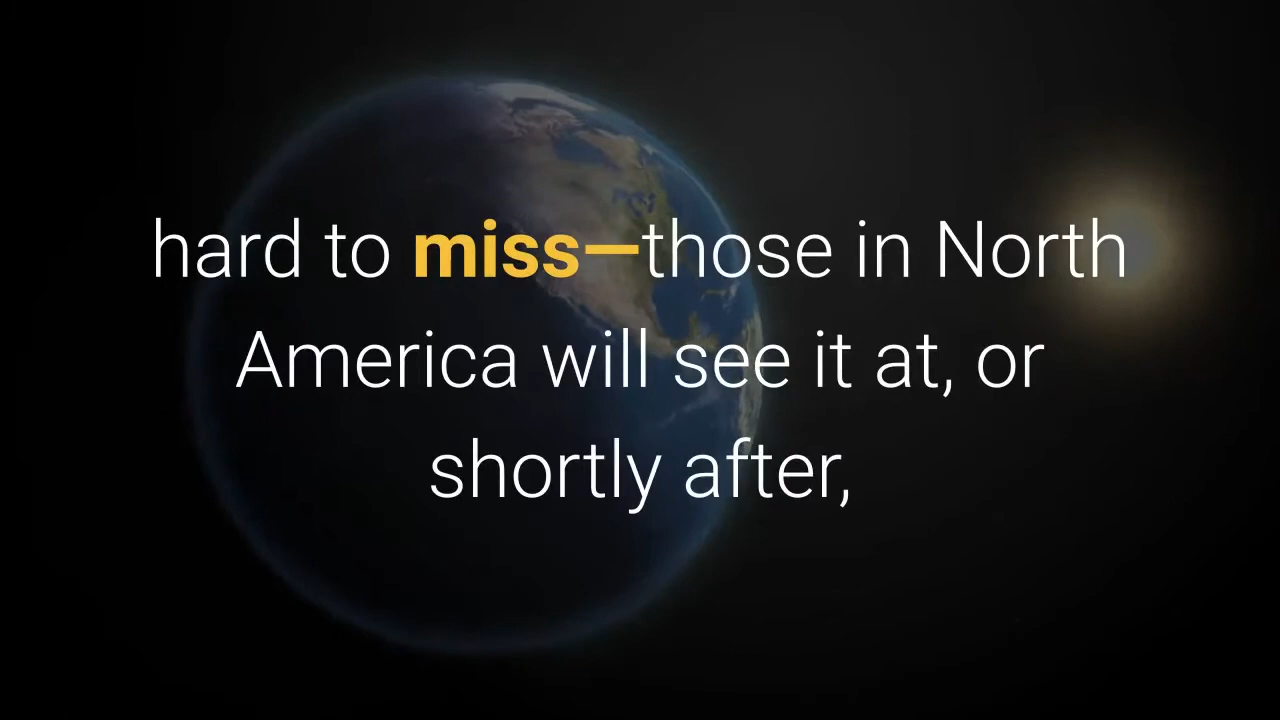 hard to miss—those in North
America will see it at, or
shortly after,